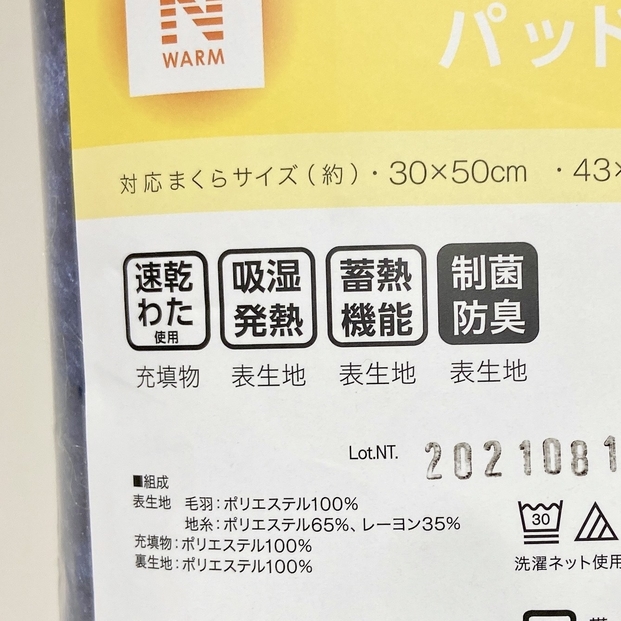 N
WARM
パッド
対応まくらサイズ(約)・30×50cm ・43×
速乾
わた
使用
充填物
吸湿
発熱
表生地
蓄熱
機能
表生地
制菌
防臭
表生地
Lot.NT. 2021081
■組成
表生地 毛羽:ポリエステル100%
地糸:ポリエステル65%、レーヨン35%
充填物:ポリエステル100%
裏生地:ポリエステル100%
30
洗濯ネット使用